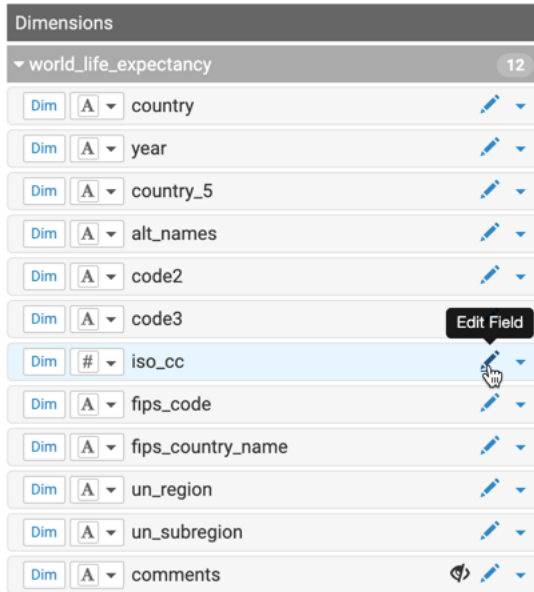 Dimensions
world_life_expectancy 12
Dim A country
Dim A year
Dim A country_5
Dim A alt_names
Dim A code2
Dim A code3
Edit Field
Dim # iso_cc
Dim A fips_code
Dim A fips_country_name
Dim A un_region
Dim A un_subregion
Dim A comments